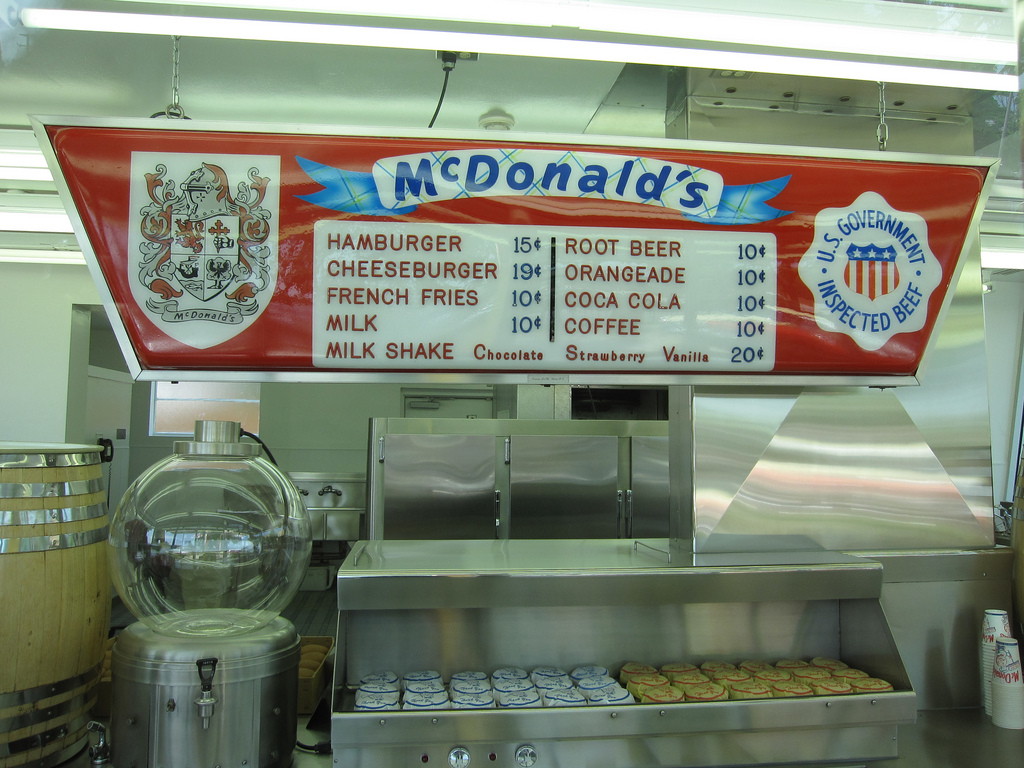 McDonald's
McDonald's
HAMBURGER 15¢
CHEESEBURGER 19¢
FRENCH FRIES 10¢
MILK 10¢
ROOT BEER 10¢
ORANGEADE 10¢
COCA COLA 10¢
COFFEE 10¢
MILK SHAKE Chocolate Strawberry Vanilla 20¢
U.S. GOVERNMENT
INSPECTED BEEF